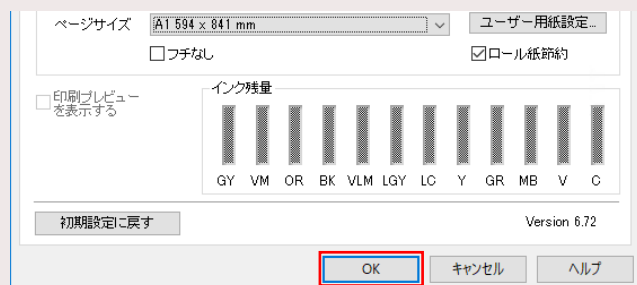 ページサイズ A1 594 x 841 mm ユーザー用紙設定...
フチなし ロール紙節約
印刷プレビュー
を表示する
インク残量
GY VM OR BK VLM LGY LC Y GR MB V C
初期設定に戻す Version 6.72
OK キャンセル ヘルプ